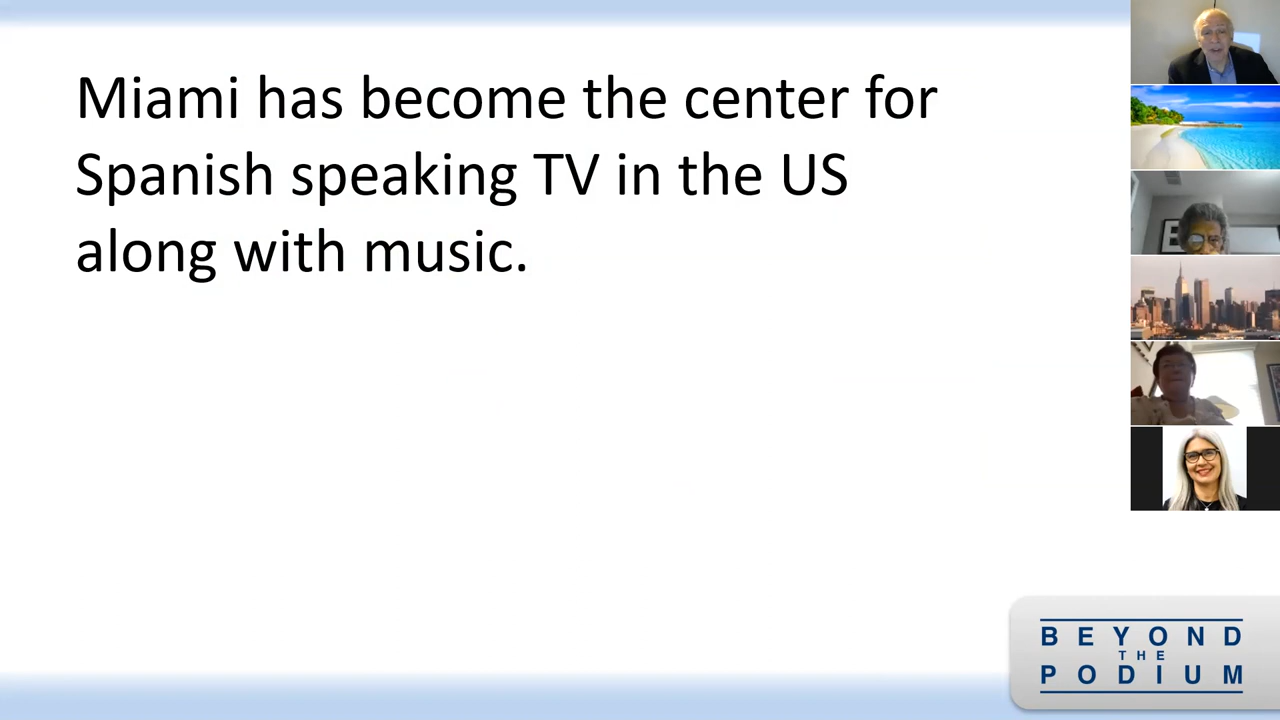 Miami has become the center for
Spanish speaking TV in the US
along with music.
BEYOND
THE
PODIUM